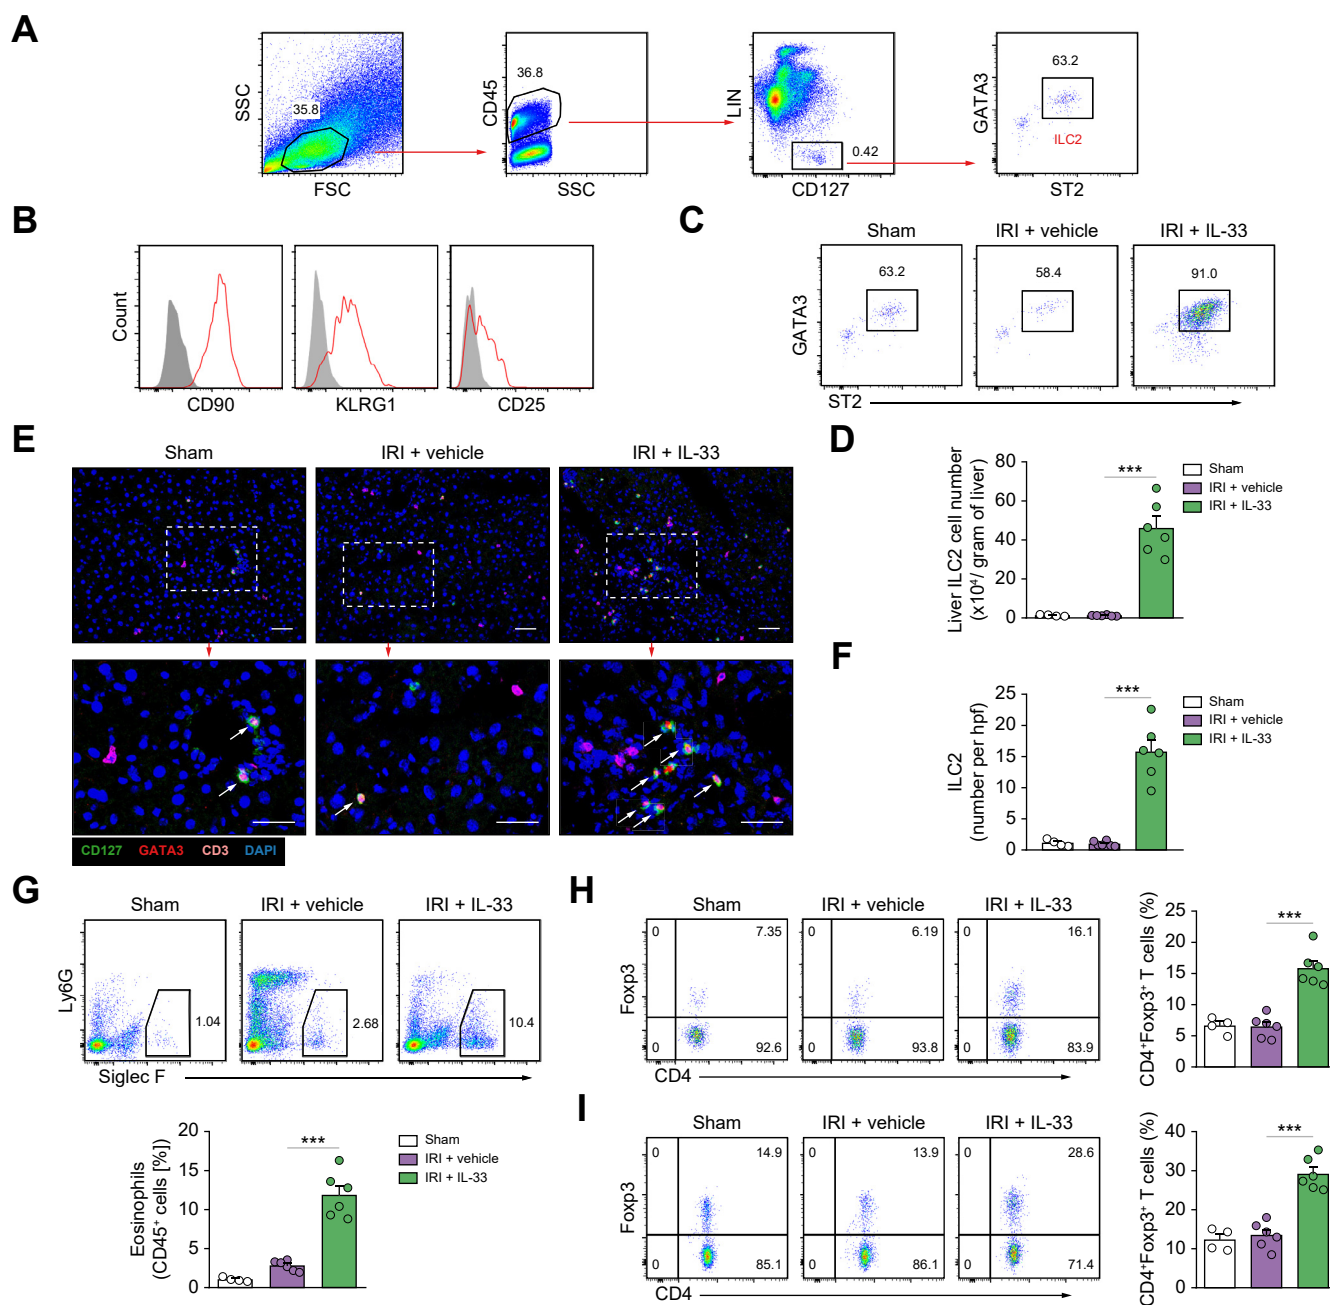 A
SSC
35.8
FSC
CD45
36.8
SSC
LIN
0.42
CD127
GATA3
63.2
ILC2
ST2
B
Count
CD90
KLRG1
CD25
C
Sham
IRI + vehicle
IRI + IL-33
GATA3
63.2
58.4
91.0
ST2
E
Sham
IRI + vehicle
IRI + IL-33
CD127 GATA3 CD3 DAPI
D
Liver ILC2 cell number
(x10⁴/ gram of liver)
80
60
40
20
0
***
Sham
IRI + vehicle
IRI + IL-33
F
ILC2
(number per hpf)
25
20
15
10
5
0
***
Sham
IRI + vehicle
IRI + IL-33
G
Sham
IRI + vehicle
IRI + IL-33
Ly6G
1.04
2.68
10.4
Siglec F
Eosinophils
(CD45⁺ cells [%])
20
15
10
5
0
***
Sham
IRI + vehicle
IRI + IL-33
H
Sham
IRI + vehicle
IRI + IL-33
Foxp3
0 7.35
0 92.6
0 6.19
0 93.8
0 16.1
0 83.9
CD4
CD4⁺Foxp3⁺ T cells (%)
25
20
15
10
5
0
***
I
Sham
IRI + vehicle
IRI + IL-33
Foxp3
0 14.9
0 85.1
0 13.9
0 86.1
0 28.6
0 71.4
CD4
CD4⁺Foxp3⁺ T cells (%)
40
30
20
10
0
***